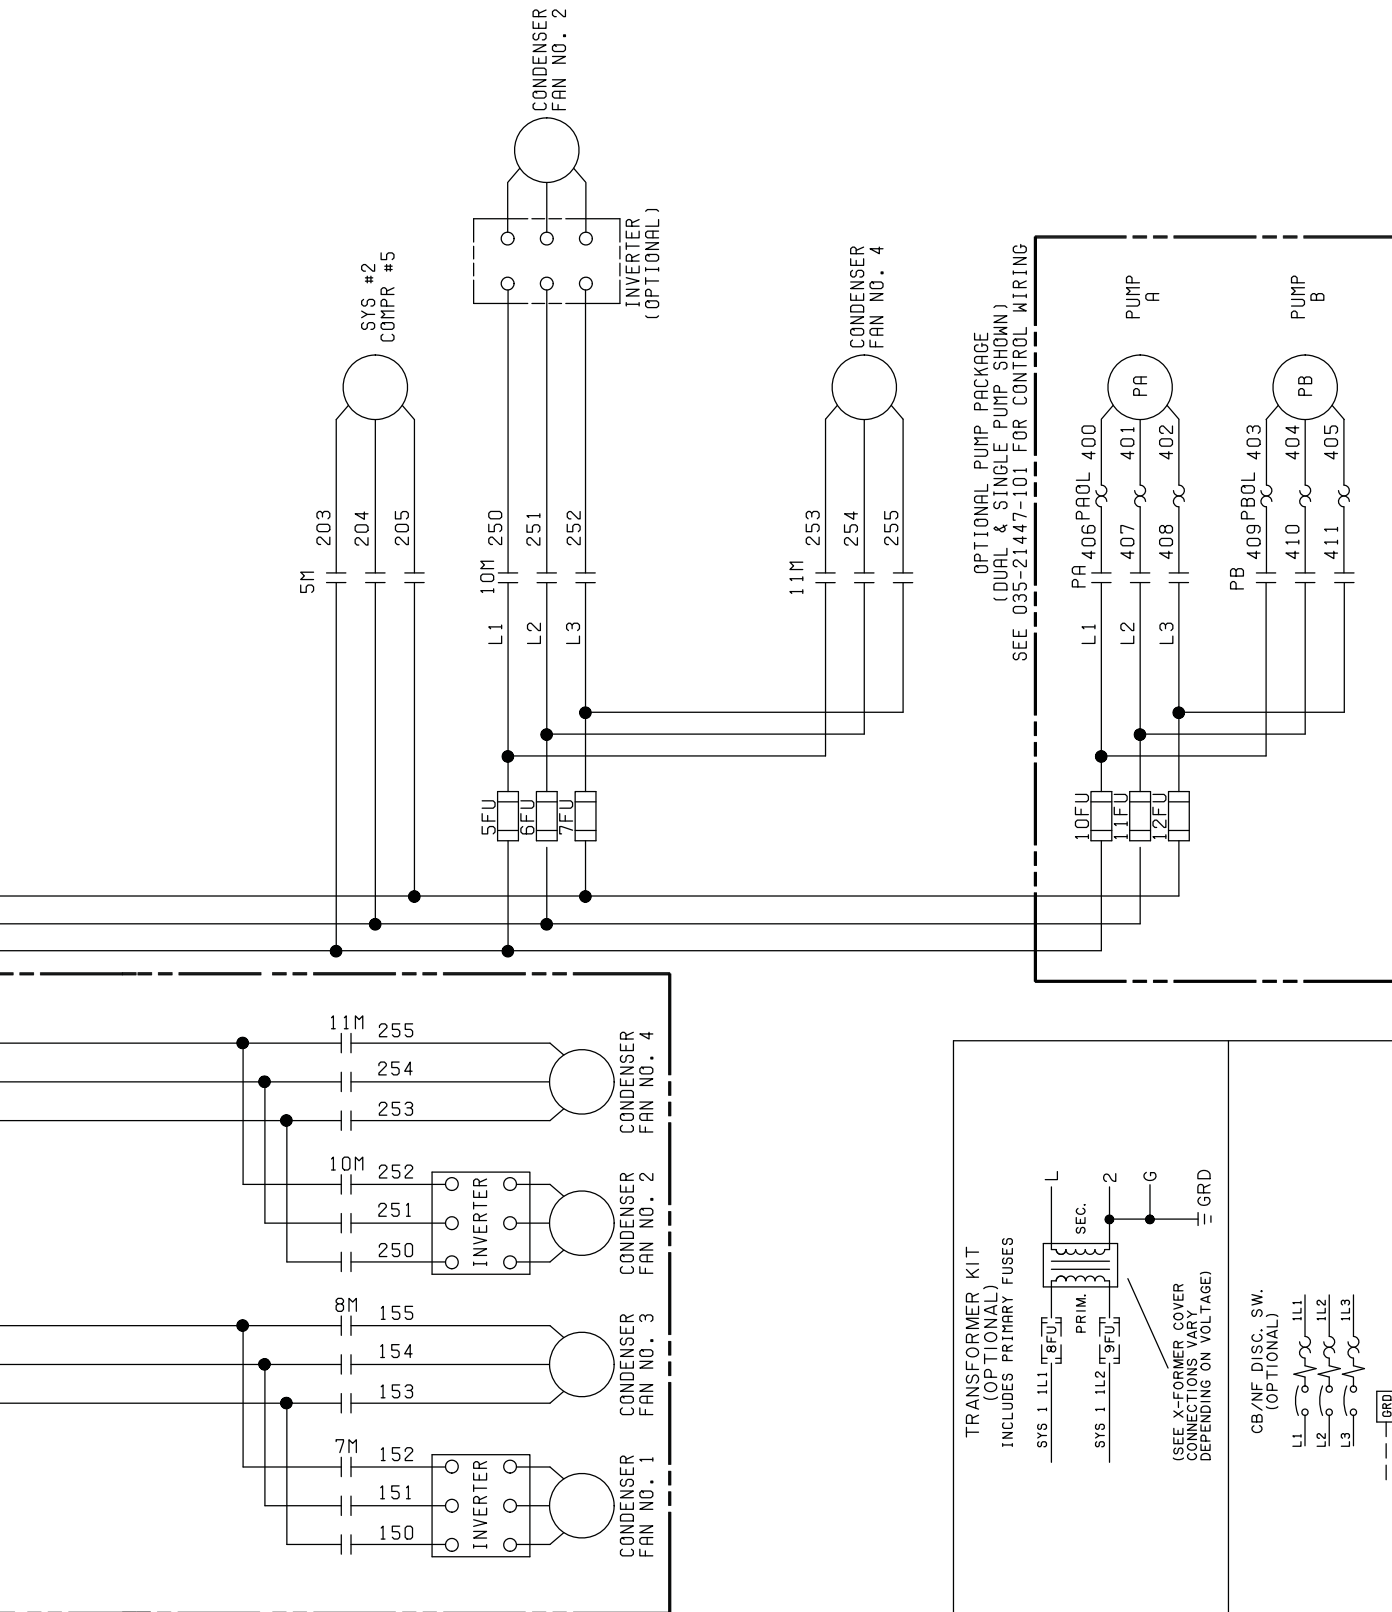 CONDENSER
FAN NO. 2
INVERTER
(OPTIONAL)
SYS #2
COMPR #5
CONDENSER
FAN NO. 4
5M
203
204
205
10M
250
251
252
11M
253
254
255
L1
L2
L3
5FU
6FU
7FU
OPTIONAL PUMP PACKAGE
(DUAL & SINGLE PUMP SHOWN)
SEE 035-21447-101 FOR CONTROL WIRING
PUMP
A
PUMP
B
PA
PB
400
401
402
403
404
405
PAOL
PBOL
406
407
408
409
410
411
PA
PB
L1
L2
L3
10FU
11FU
12FU
11M
255
254
253
CONDENSER
FAN NO. 4
10M
252
251
250
INVERTER
CONDENSER
FAN NO. 2
8M
155
154
153
CONDENSER
FAN NO. 3
7M
152
151
150
INVERTER
CONDENSER
FAN NO. 1
TRANSFORMER KIT
(OPTIONAL)
INCLUDES PRIMARY FUSES
L
2
G
GRD
SEC.
PRIM.
8FU
9FU
SYS 1 1L1
SYS 1 1L2
(SEE X-FORMER COVER
CONNECTIONS VARY
DEPENDING ON VOLTAGE)
CB/NF DISC. SW.
(OPTIONAL)
1L1
1L2
1L3
L1
L2
L3
GRD